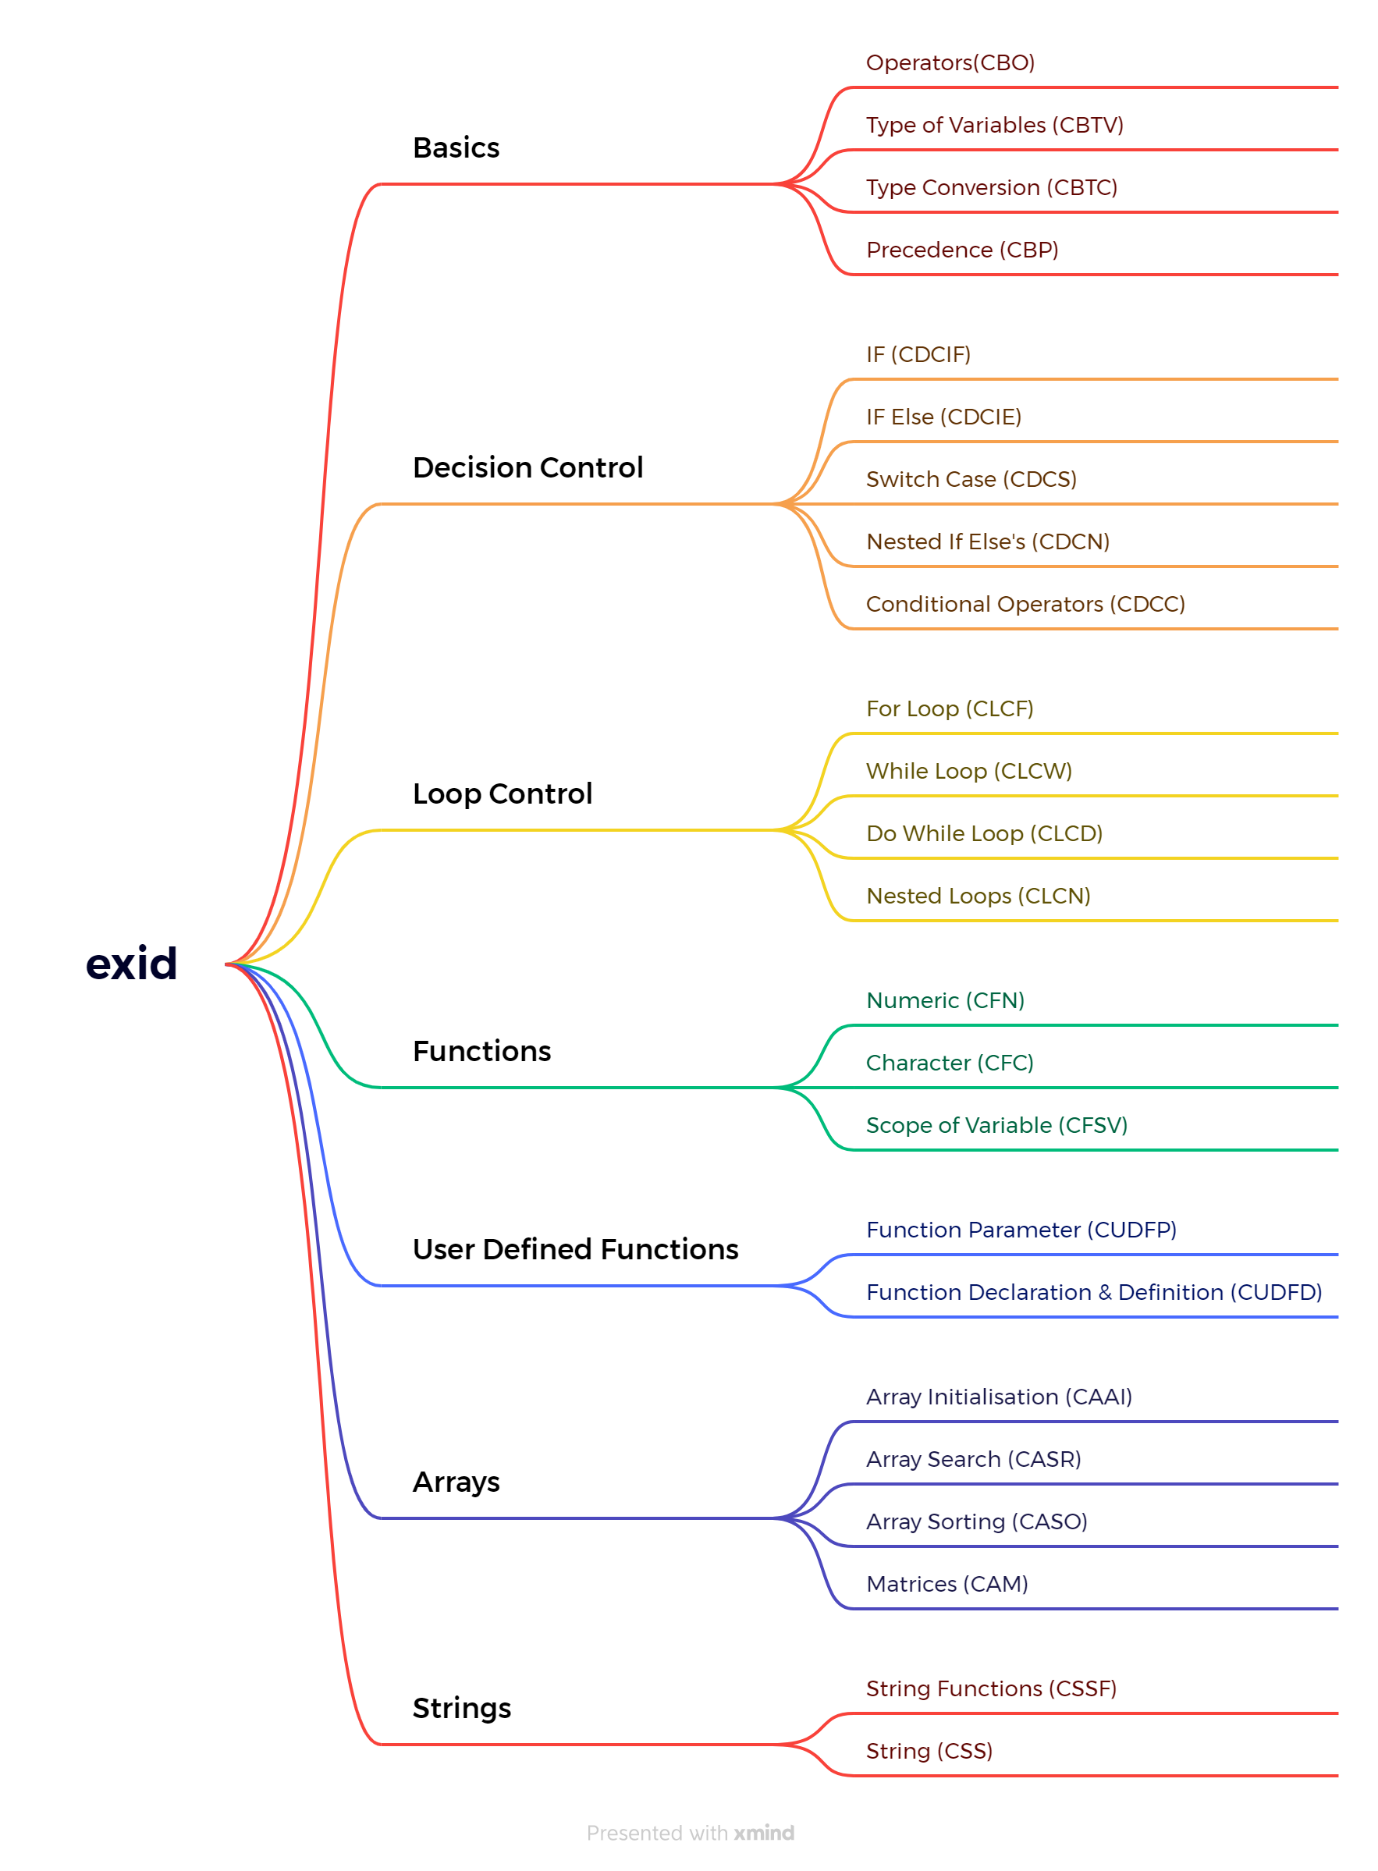 exid
Basics
Operators(CBO)
Type of Variables (CBTV)
Type Conversion (CBTC)
Precedence (CBP)
Decision Control
IF (CDCIF)
IF Else (CDCIE)
Switch Case (CDCS)
Nested If Else's (CDCN)
Conditional Operators (CDCC)
Loop Control
For Loop (CLCF)
While Loop (CLCW)
Do While Loop (CLCD)
Nested Loops (CLCN)
Functions
Numeric (CFN)
Character (CFC)
Scope of Variable (CFSV)
User Defined Functions
Function Parameter (CUDFP)
Function Declaration & Definition (CUDFD)
Arrays
Array Initialisation (CAAI)
Array Search (CASR)
Array Sorting (CASO)
Matrices (CAM)
Strings
String Functions (CSSF)
String (CSS)
Presented with xmind